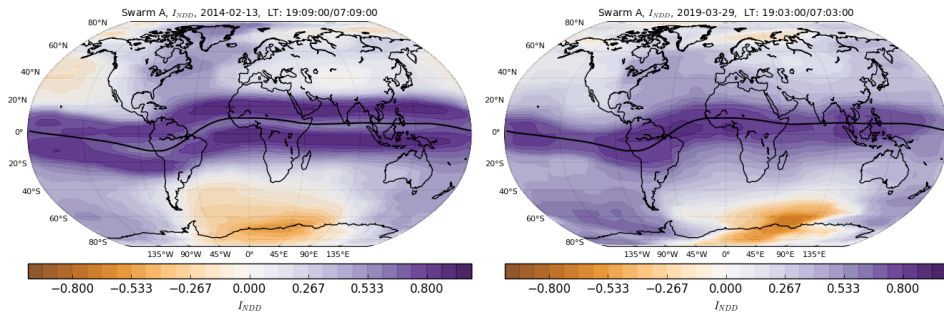 Swarm A, I_NDD, 2014-02-13, LT: 19:09:00/07:09:00
60°N
40°N
20°N
0°
20°S
40°S
60°S
80°S
135°W 90°W 45°W 0° 45°E 90°E 135°E
−0.800 −0.533 −0.267 0.000 0.267 0.533 0.800
I_NDD
Swarm A, I_NDD, 2019-03-29, LT: 19:03:00/07:03:00
60°N
40°N
20°N
0°
20°S
40°S
60°S
80°S
135°W 90°W 45°W 0° 45°E 90°E 135°E
−0.800 −0.533 −0.267 0.000 0.267 0.533 0.800
I_NDD